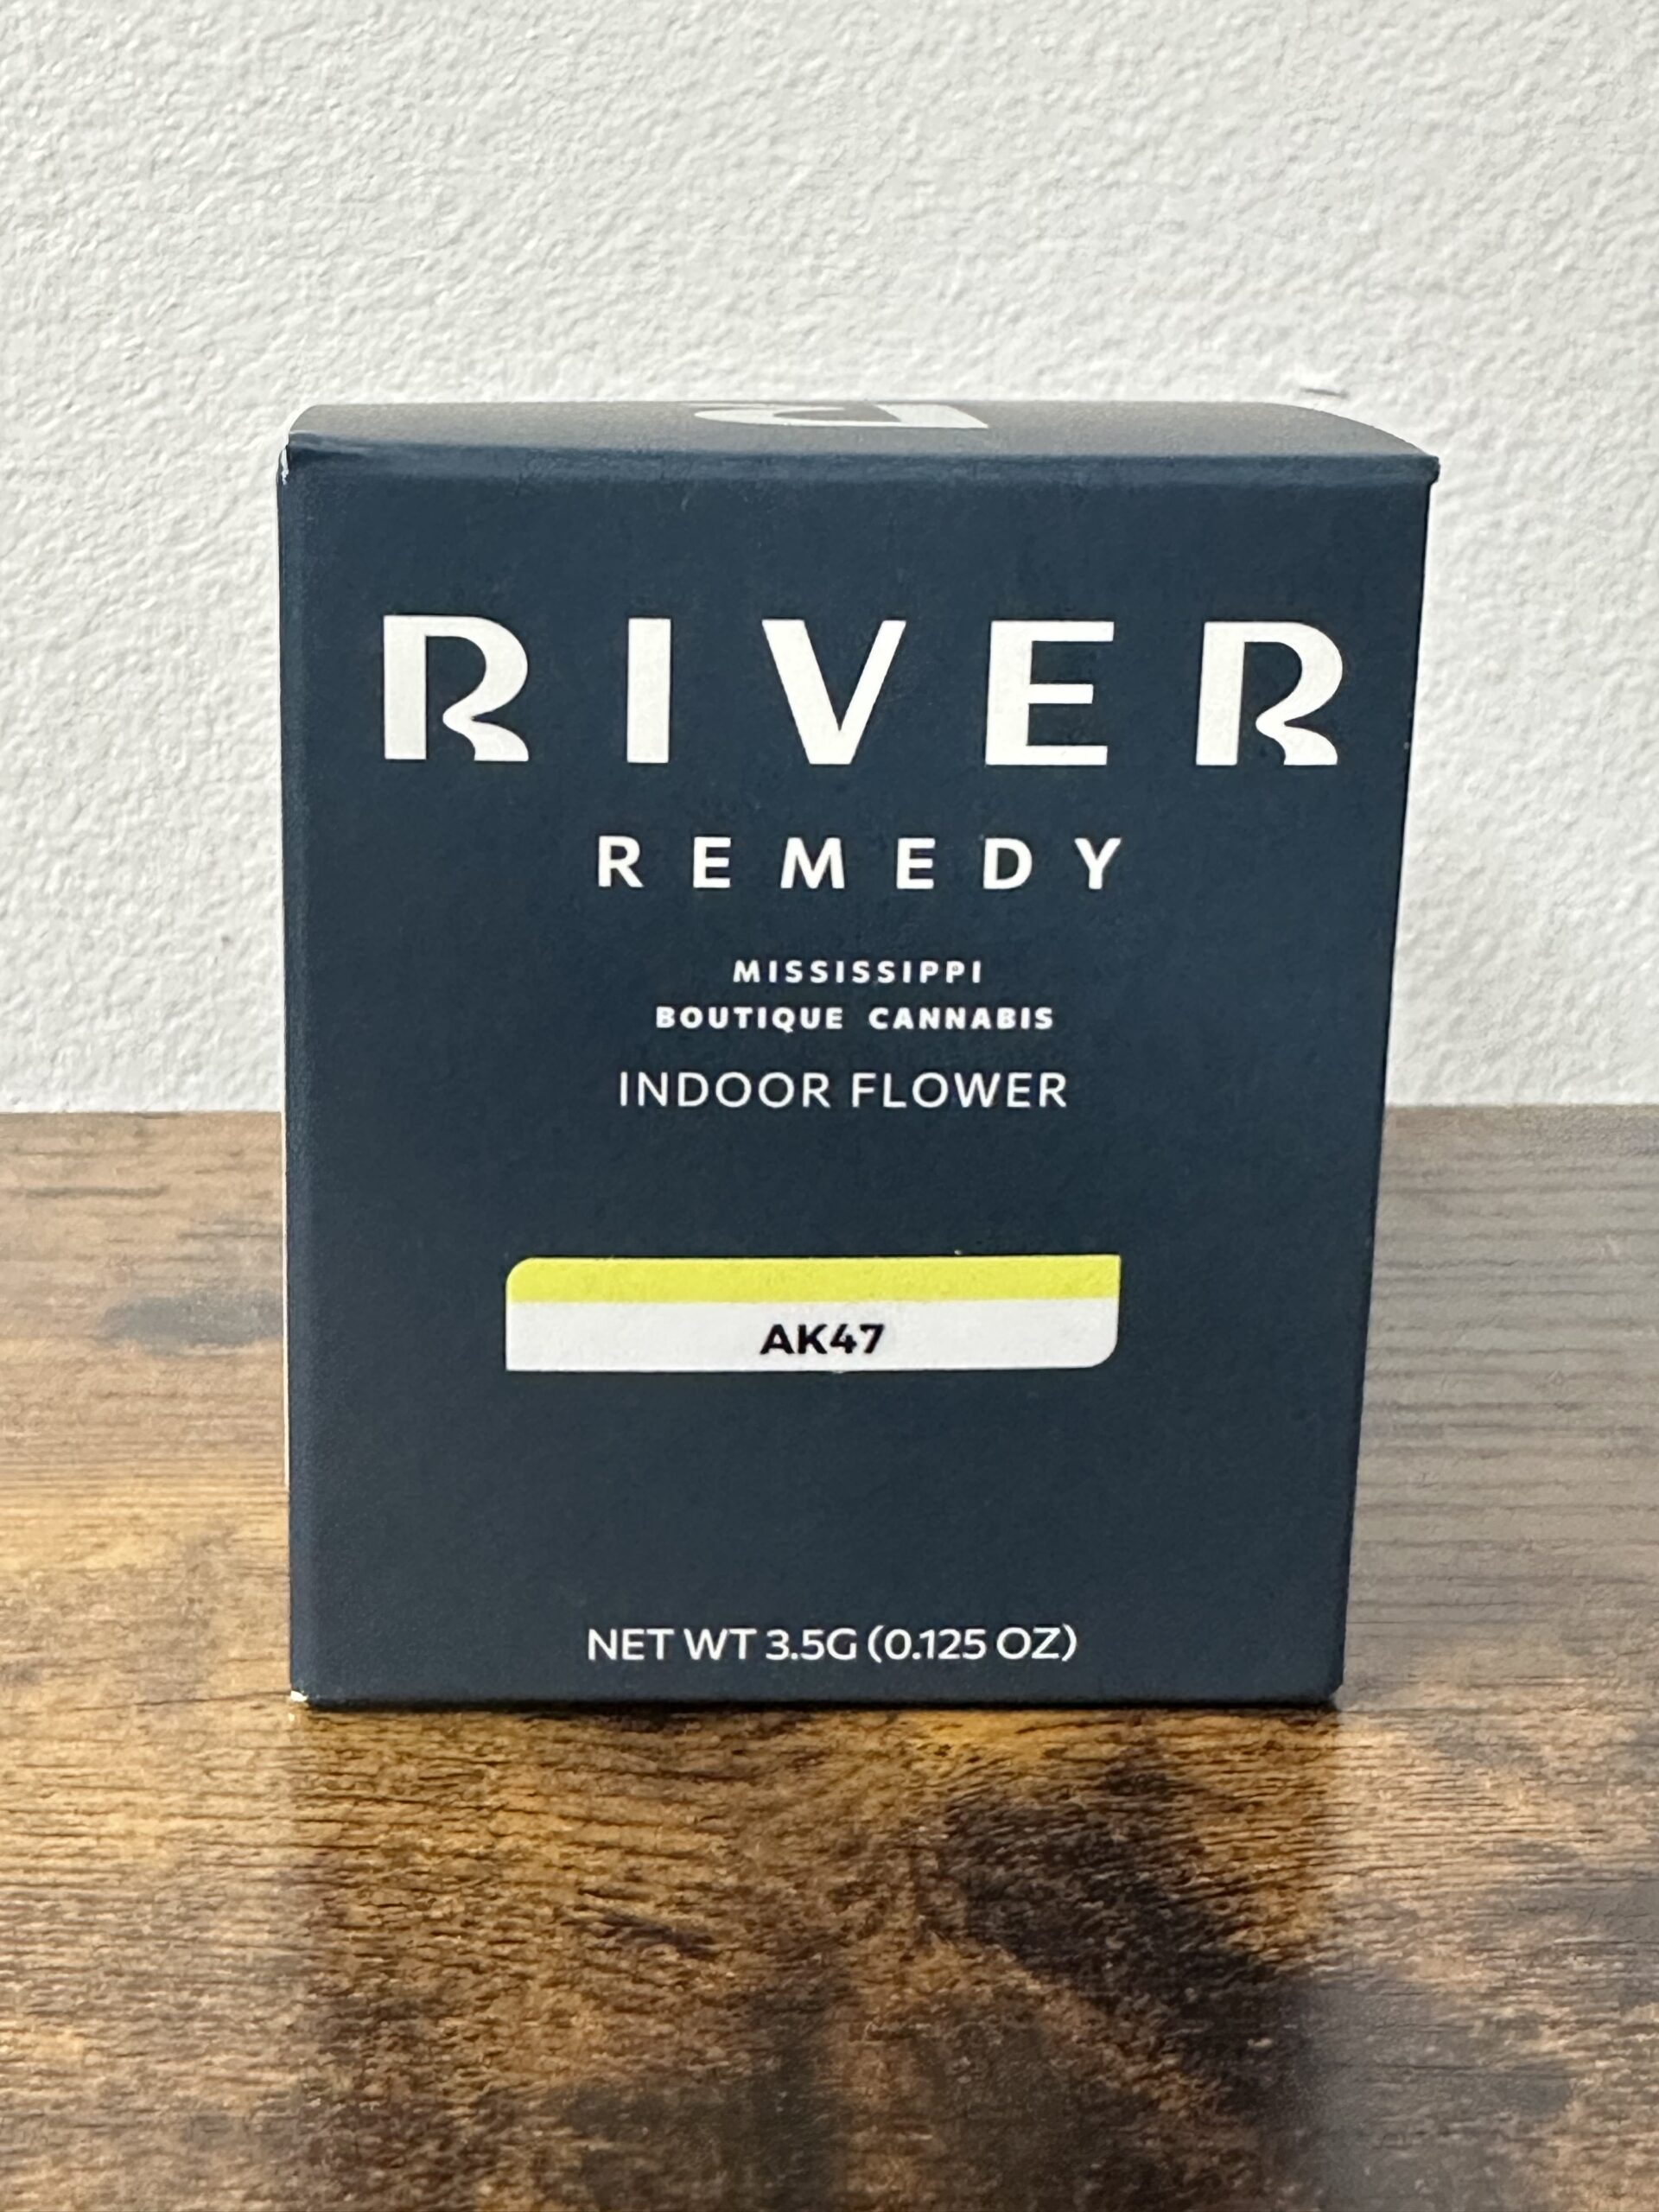 RIVER
REMEDY
MISSISSIPPI
BOUTIQUE CANNABIS
INDOOR FLOWER
AK47
NET WT 3.5G (0.125 OZ)